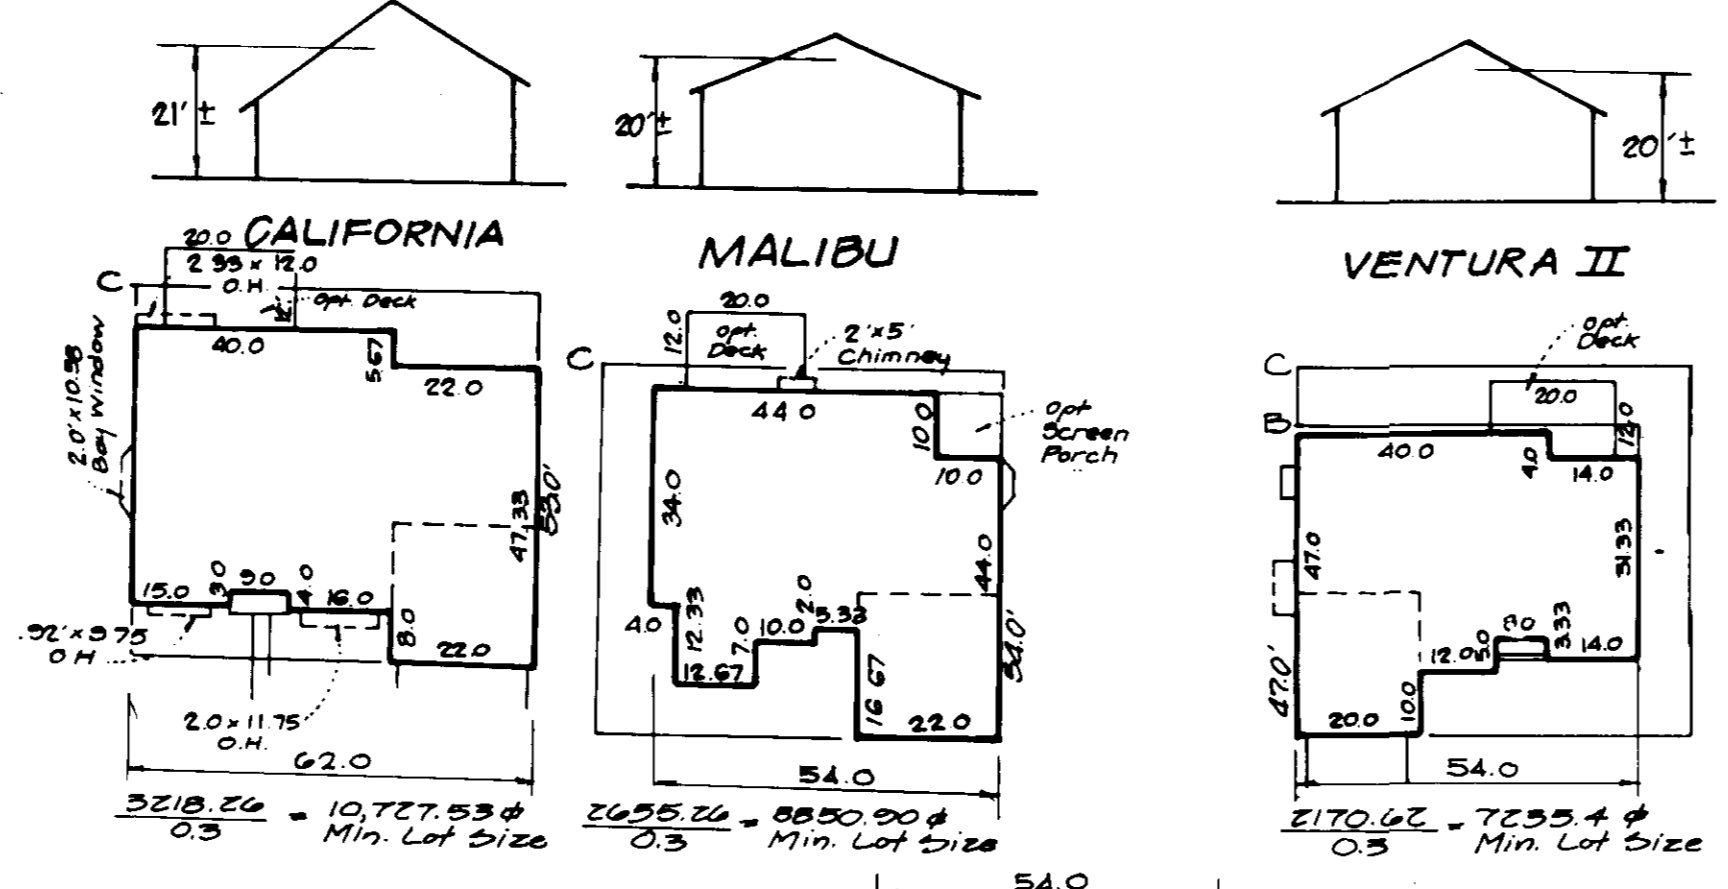 21' ±
20' ±
20' ±
CALIFORNIA
20.0
2 33 x 12.0
O.H.
Opt. Deck
C
2.0' x 10.98
Bay Window
40.0
5.67
22.0
47.33
53.0'
15.0
3.0
9.0
4.0
16.0
8.0
22.0
.92' x 9.75
O.H.
2.0 x 11.75
O.H.
62.0
3218.26
0.3
= 10,727.53 ⌀
Min. Lot Size
MALIBU
20.0
12.0
Opt.
Deck
2' x 5'
Chimney
C
44.0
10.0
10.0
Opt
Screen
Porch
34.0
44.0
4.0
12.33
12.67
7.0
10.0
2.0
5.33
16 67
22.0
54.0
2655.26
0.3
= 8850.90 ⌀
Min. Lot Size
VENTURA II
Opt.
Deck
C
B
20.0
12.0
40.0
4.0
14.0
47.0
31.33
47.0'
12.0
5.0
8.0
3.33
14.0
20.0
10.0
54.0
2170.62
0.3
= 7235.4 ⌀
Min. Lot Size
54.0